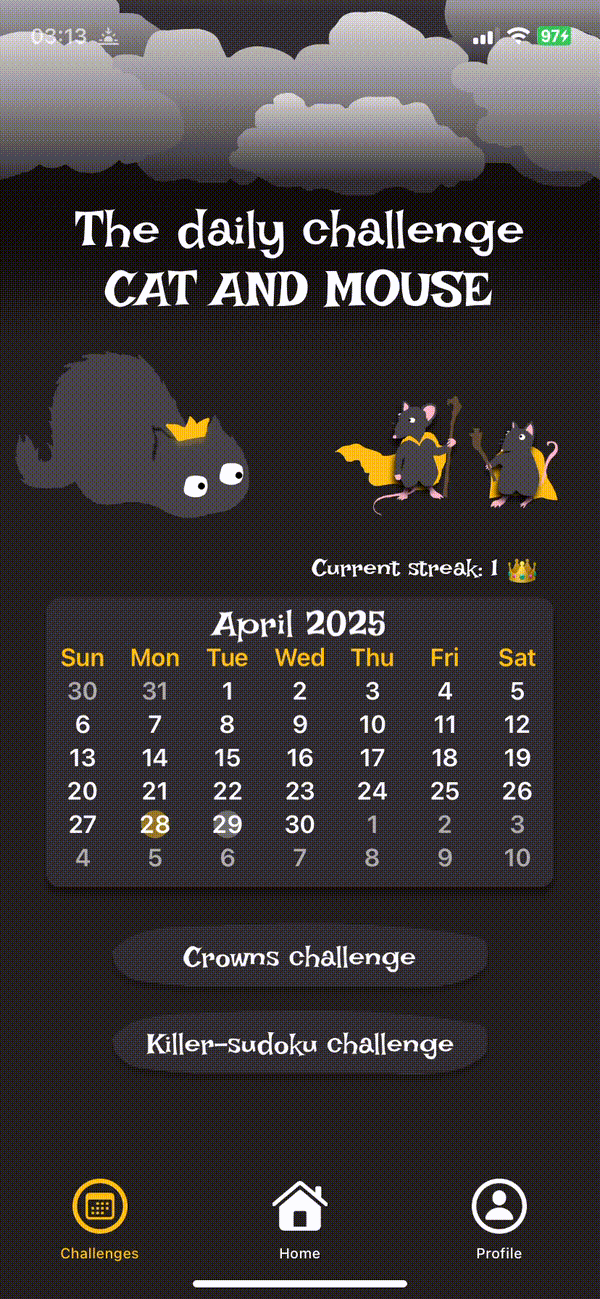 03:13
97
The daily challenge
CAT AND MOUSE
Current streak: 1
April 2025
Sun Mon Tue Wed Thu Fri Sat
30 31 1 2 3 4 5
6 7 8 9 10 11 12
13 14 15 16 17 18 19
20 21 22 23 24 25 26
27 28 29 30 1 2 3
4 5 6 7 8 9 10
Crowns challenge
Killer-sudoku challenge
Challenges Home Profile